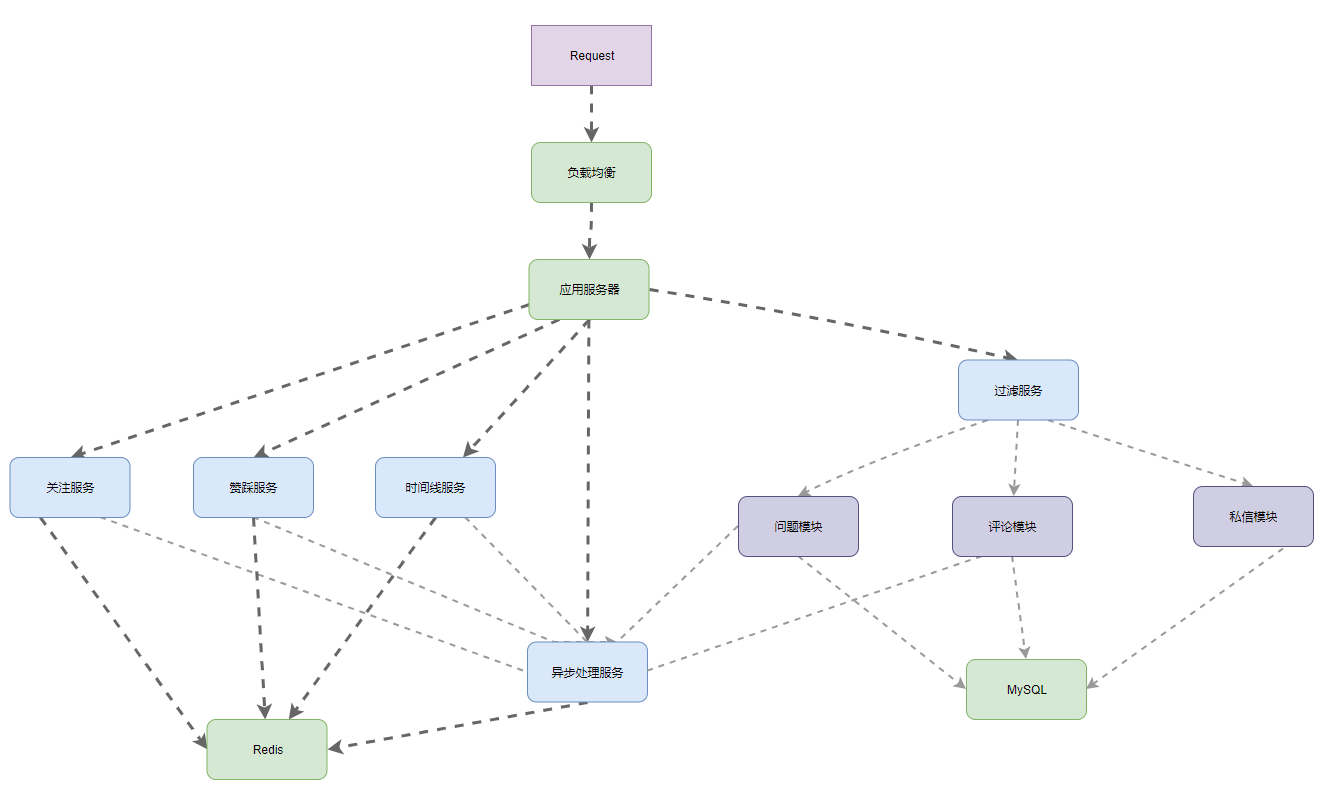 Request
负载均衡
应用服务器
过滤服务
关注服务
赞踩服务
时间线服务
问题模块
评论模块
私信模块
异步处理服务
MySQL
Redis